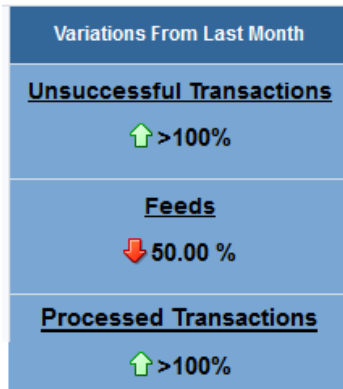 Variations From Last Month
Unsuccessful Transactions
>100%
Feeds
50.00 %
Processed Transactions
>100%